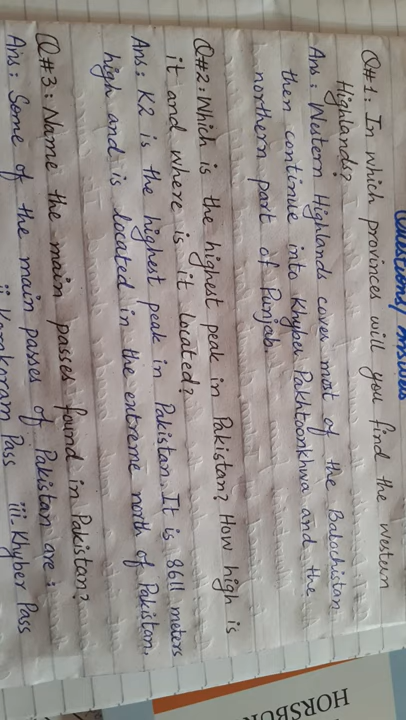 Questions/Answers
Q#1: In which provinces will you find the western
Highlands?
Ans: Western Highlands cover most of the Balochistan
then continue into Khyber Pakhtoonkhwa and the
northern part of Punjab.
Q#2: Which is the highest peak in Pakistan? How high is
it and where is it located?
Ans: K2 is the highest peak in Pakistan. It is 8611 meters
high and is located in the extreme north of Pakistan.
Q#3: Name the main passes found in Pakistan?
Ans: Some of the main passes of Pakistan are:
ii- Karakoram Pass iii- Khyber Pass
HORSBUR